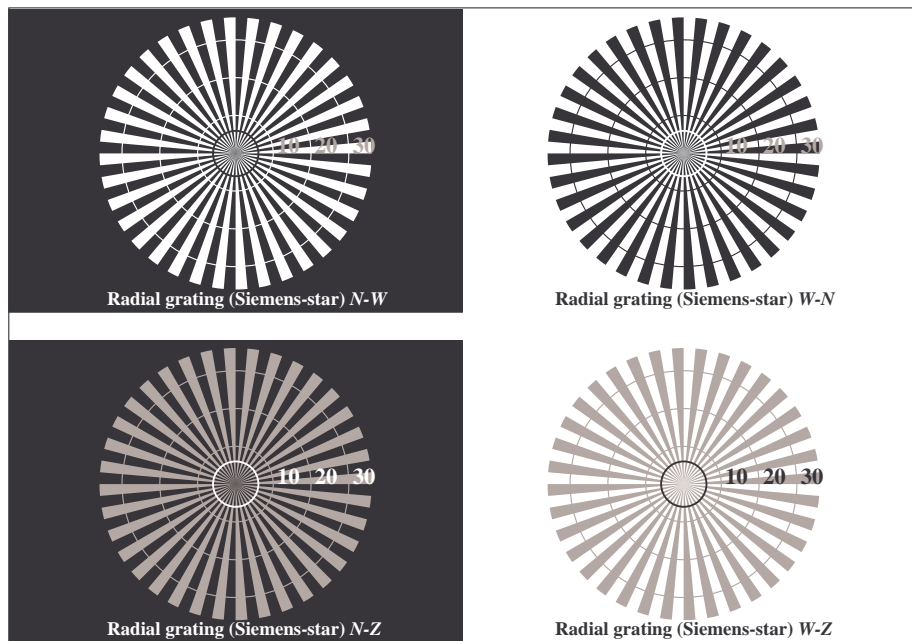 10 20 30
Radial grating (Siemens-star) N-W
10 20 30
Radial grating (Siemens-star) W-N
10 20 30
Radial grating (Siemens-star) N-Z
10 20 30
Radial grating (Siemens-star) W-Z